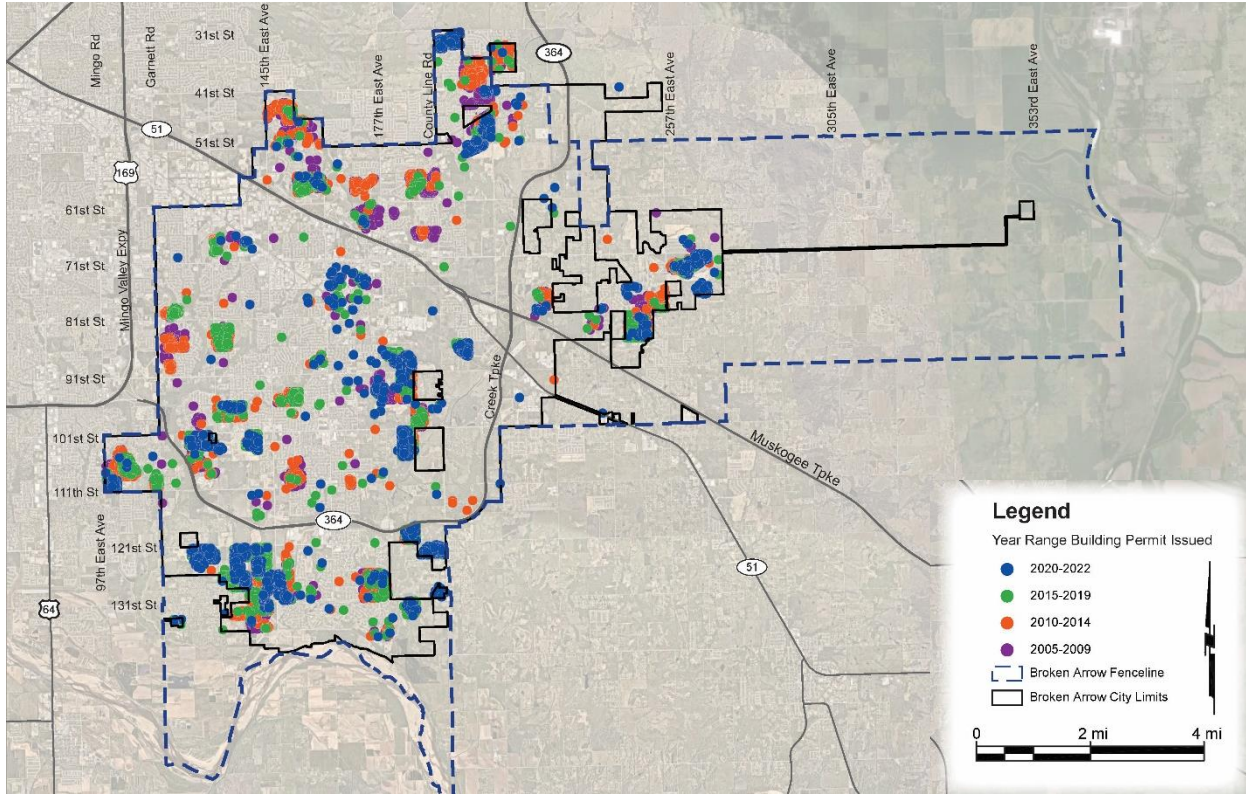 Mingo Rd
Garnett Rd
145th East Ave
177th East Ave
County Line Rd
257th East Ave
305th East Ave
353rd East Ave
31st St
41st St
51st St
61st St
71st St
81st St
91st St
101st St
111th St
121st St
131st St
97th East Ave
Mingo Valley Expy
Creek Tpke
Muskogee Tpke
364
51
169
364
51
64
Legend
Year Range Building Permit Issued
2020-2022
2015-2019
2010-2014
2005-2009
Broken Arrow Fenceline
Broken Arrow City Limits
0 2 mi 4 mi